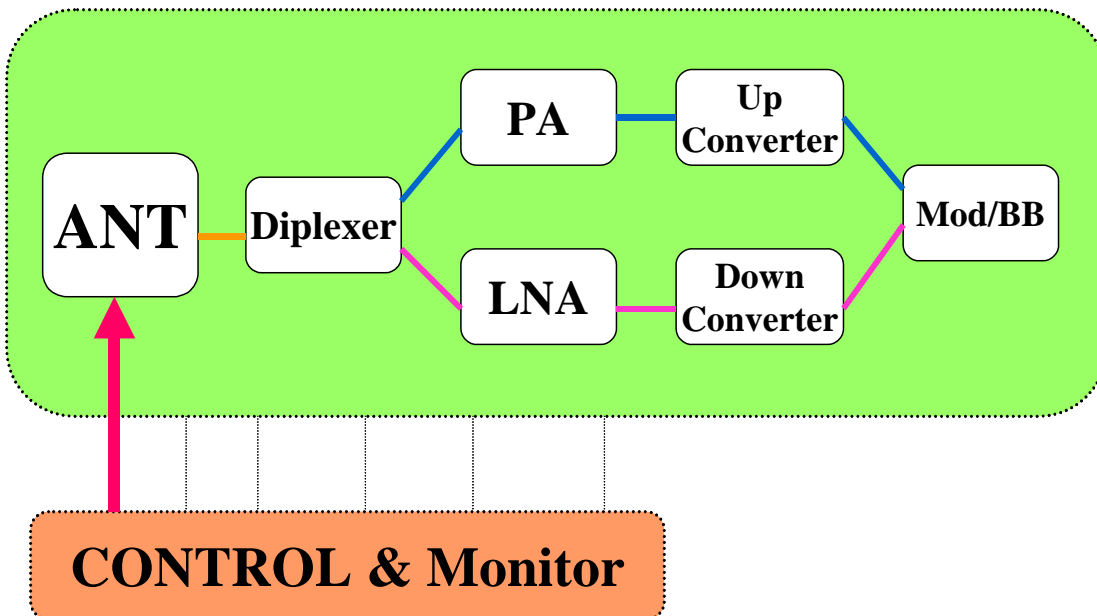 ANT
Diplexer
PA
Up
Converter
LNA
Down
Converter
Mod/BB
CONTROL & Monitor